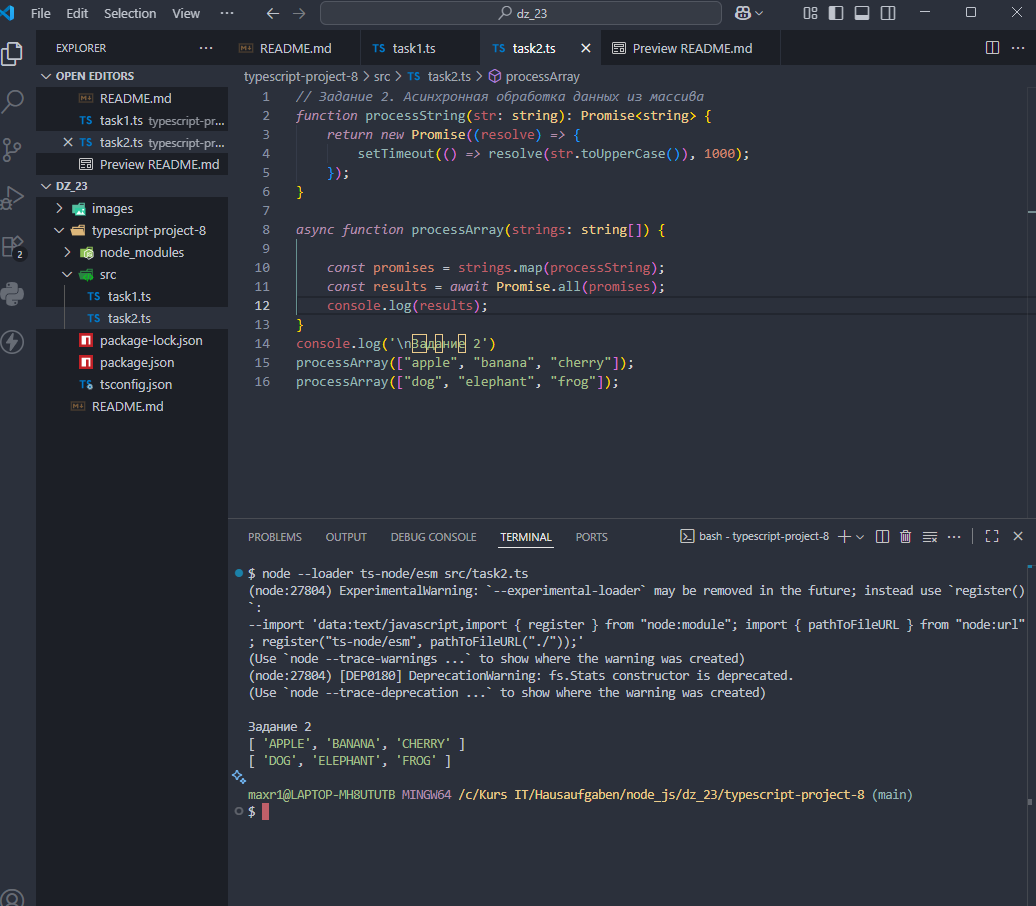 File Edit Selection View ··· dz_23
EXPLORER ···
OPEN EDITORS
README.md
TS task1.ts typescript-pr...
TS task2.ts typescript-pr...
Preview README.md
DZ_23
images
typescript-project-8
node_modules
src
TS task1.ts
TS task2.ts
package-lock.json
package.json
TS tsconfig.json
README.md
2
README.md TS task1.ts TS task2.ts Preview README.md ···
typescript-project-8 > src > TS task2.ts > processArray
1 // Задание 2. Асинхронная обработка данных из массива
2 function processString(str: string): Promise<string> {
3 return new Promise((resolve) => {
4 setTimeout(() => resolve(str.toUpperCase()), 1000);
5 });
6 }
7
8 async function processArray(strings: string[]) {
9
10 const promises = strings.map(processString);
11 const results = await Promise.all(promises);
12 console.log(results);
13 }
14 console.log('\nЗадание 2')
15 processArray(["apple", "banana", "cherry"]);
16 processArray(["dog", "elephant", "frog"]);
PROBLEMS OUTPUT DEBUG CONSOLE TERMINAL PORTS bash - typescript-project-8 ···
$ node --loader ts-node/esm src/task2.ts
(node:27804) ExperimentalWarning: `--experimental-loader` may be removed in the future; instead use `register()
`:
--import 'data:text/javascript,import { register } from "node:module"; import { pathToFileURL } from "node:url"
; register("ts-node/esm", pathToFileURL("./"));'
(Use `node --trace-warnings ...` to show where the warning was created)
(node:27804) [DEP0180] DeprecationWarning: fs.Stats constructor is deprecated.
(Use `node --trace-deprecation ...` to show where the warning was created)
Задание 2
[ 'APPLE', 'BANANA', 'CHERRY' ]
[ 'DOG', 'ELEPHANT', 'FROG' ]
maxr1@LAPTOP-MH8UTUTB MINGW64 /c/Kurs IT/Hausaufgaben/node_js/dz_23/typescript-project-8 (main)
$